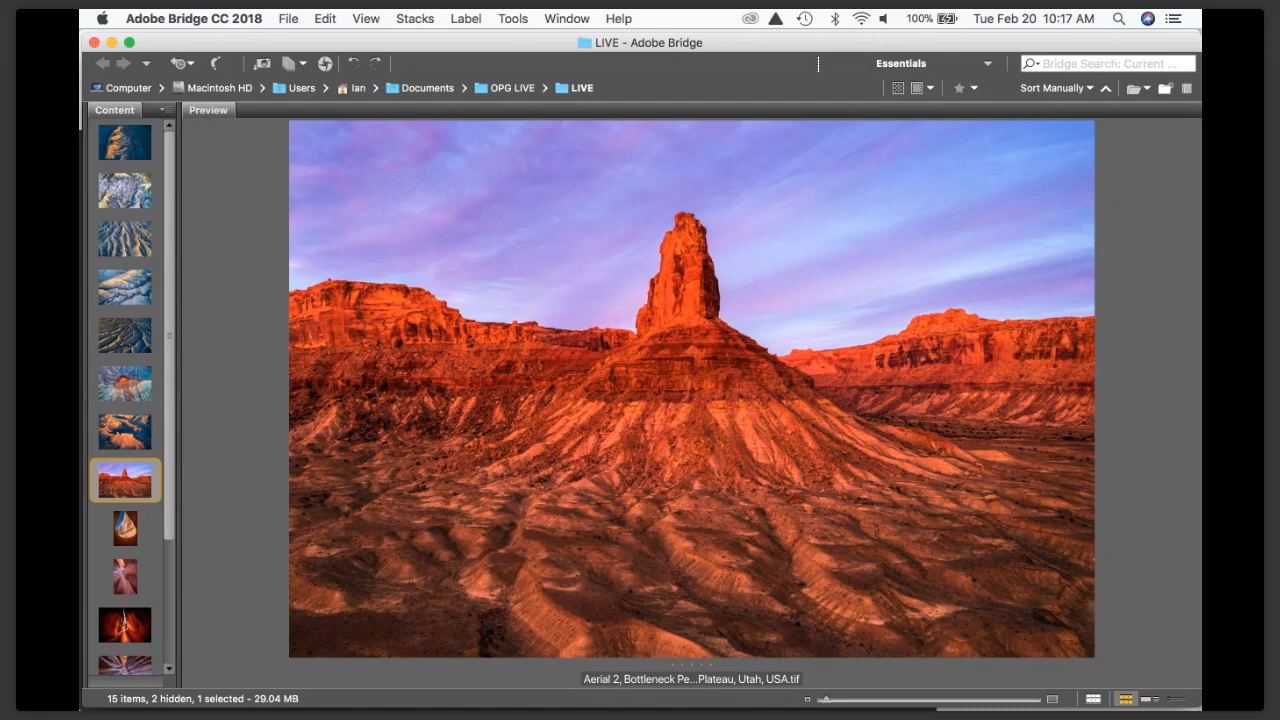 Adobe Bridge CC 2018 File Edit View Stacks Label Tools Window Help 100% Tue Feb 20 10:17 AM
LIVE - Adobe Bridge
Essentials Bridge Search: Current ...
Computer Macintosh HD Users Ian Documents OPG LIVE LIVE Sort Manually
Content Preview
Aerial 2, Bottleneck Pe...Plateau, Utah, USA.tif
15 items, 2 hidden, 1 selected - 29.04 MB